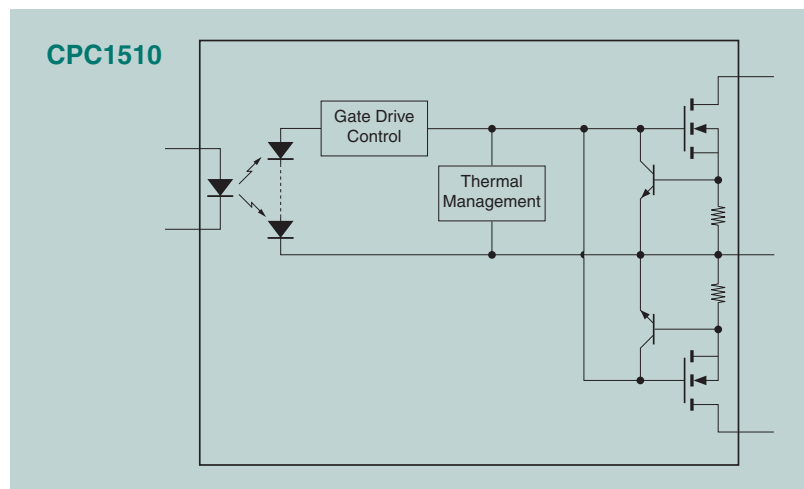 CPC1510
Gate Drive
Control
Thermal
Management